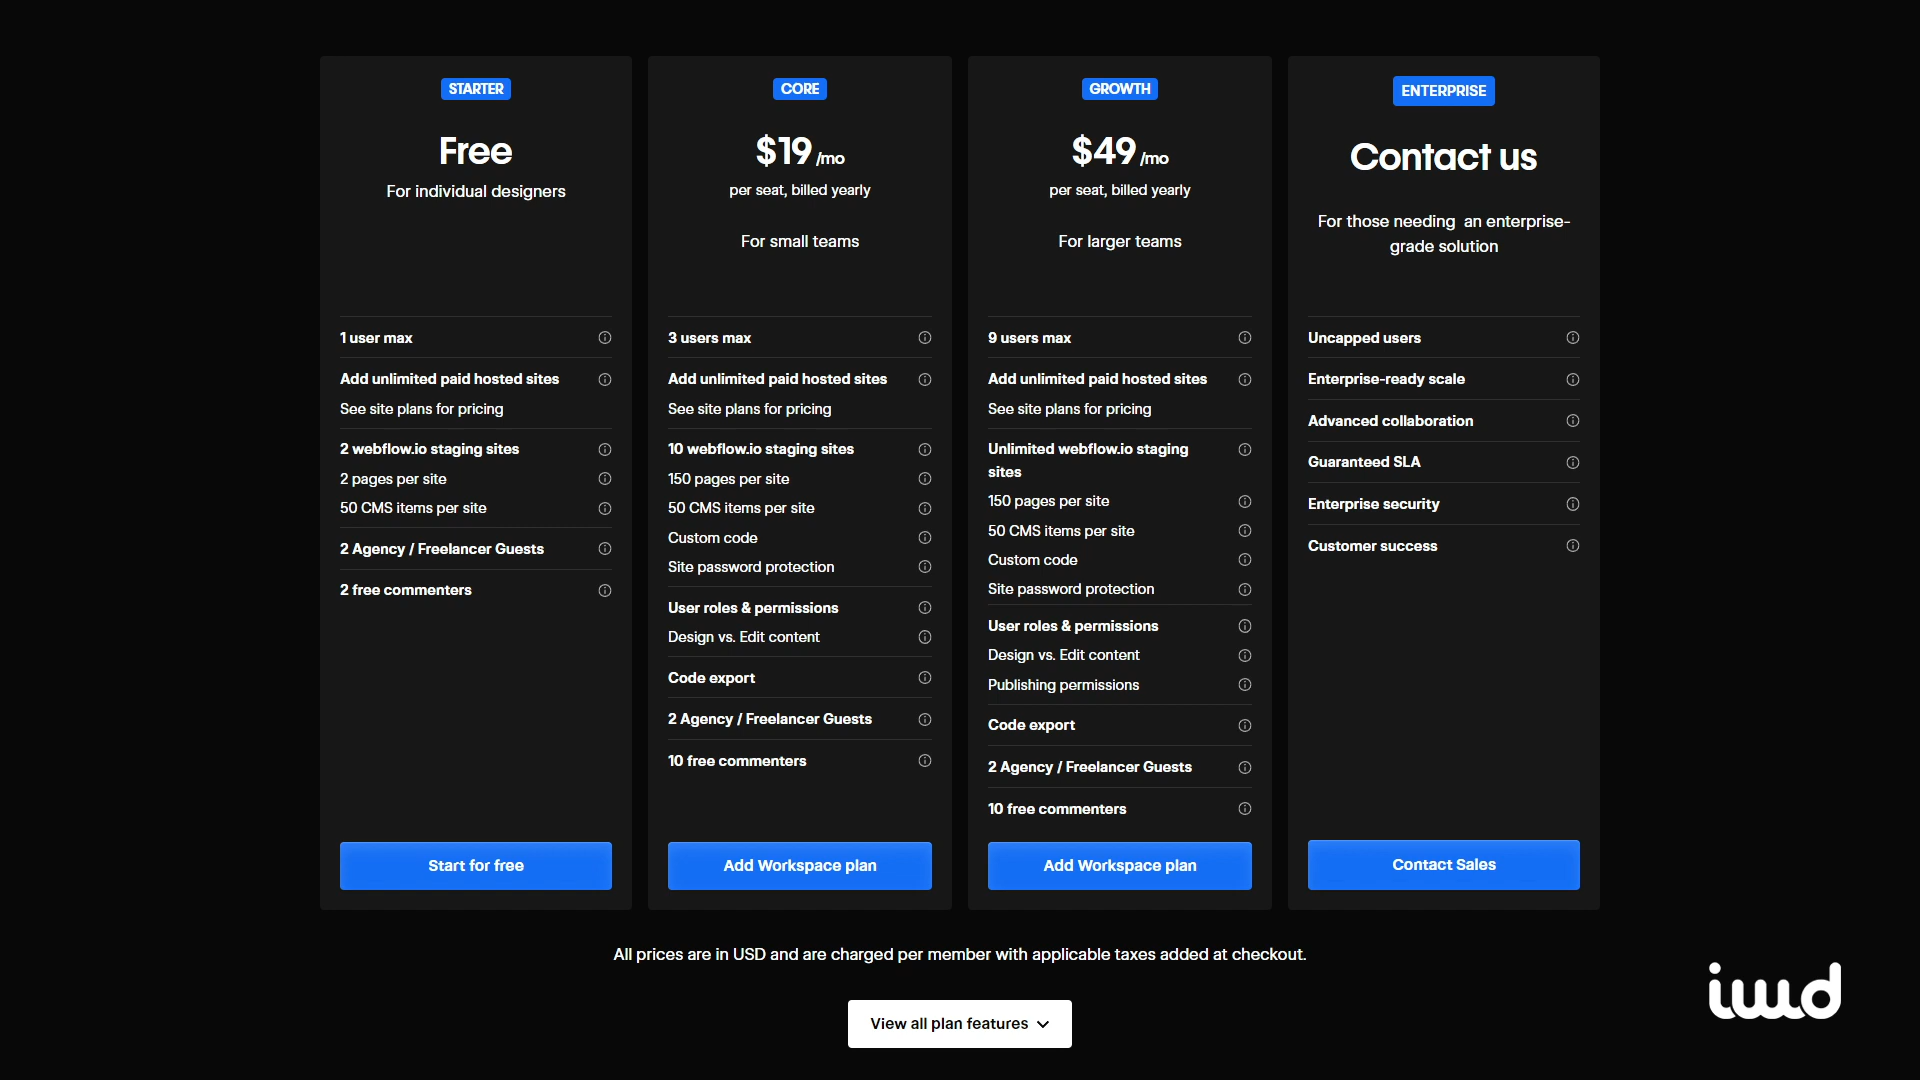 STARTER
Free
For individual designers
1 user max
Add unlimited paid hosted sites
See site plans for pricing
2 webflow.io staging sites
2 pages per site
50 CMS items per site
2 Agency / Freelancer Guests
2 free commenters
Start for free
CORE
$19 /mo
per seat, billed yearly
For small teams
3 users max
Add unlimited paid hosted sites
See site plans for pricing
10 webflow.io staging sites
150 pages per site
50 CMS items per site
Custom code
Site password protection
User roles & permissions
Design vs. Edit content
Code export
2 Agency / Freelancer Guests
10 free commenters
Add Workspace plan
GROWTH
$49 /mo
per seat, billed yearly
For larger teams
9 users max
Add unlimited paid hosted sites
See site plans for pricing
Unlimited webflow.io staging
sites
150 pages per site
50 CMS items per site
Custom code
Site password protection
User roles & permissions
Design vs. Edit content
Publishing permissions
Code export
2 Agency / Freelancer Guests
10 free commenters
Add Workspace plan
ENTERPRISE
Contact us
For those needing an enterprise-
grade solution
Uncapped users
Enterprise-ready scale
Advanced collaboration
Guaranteed SLA
Enterprise security
Customer success
Contact Sales
All prices are in USD and are charged per member with applicable taxes added at checkout.
View all plan features
iwd